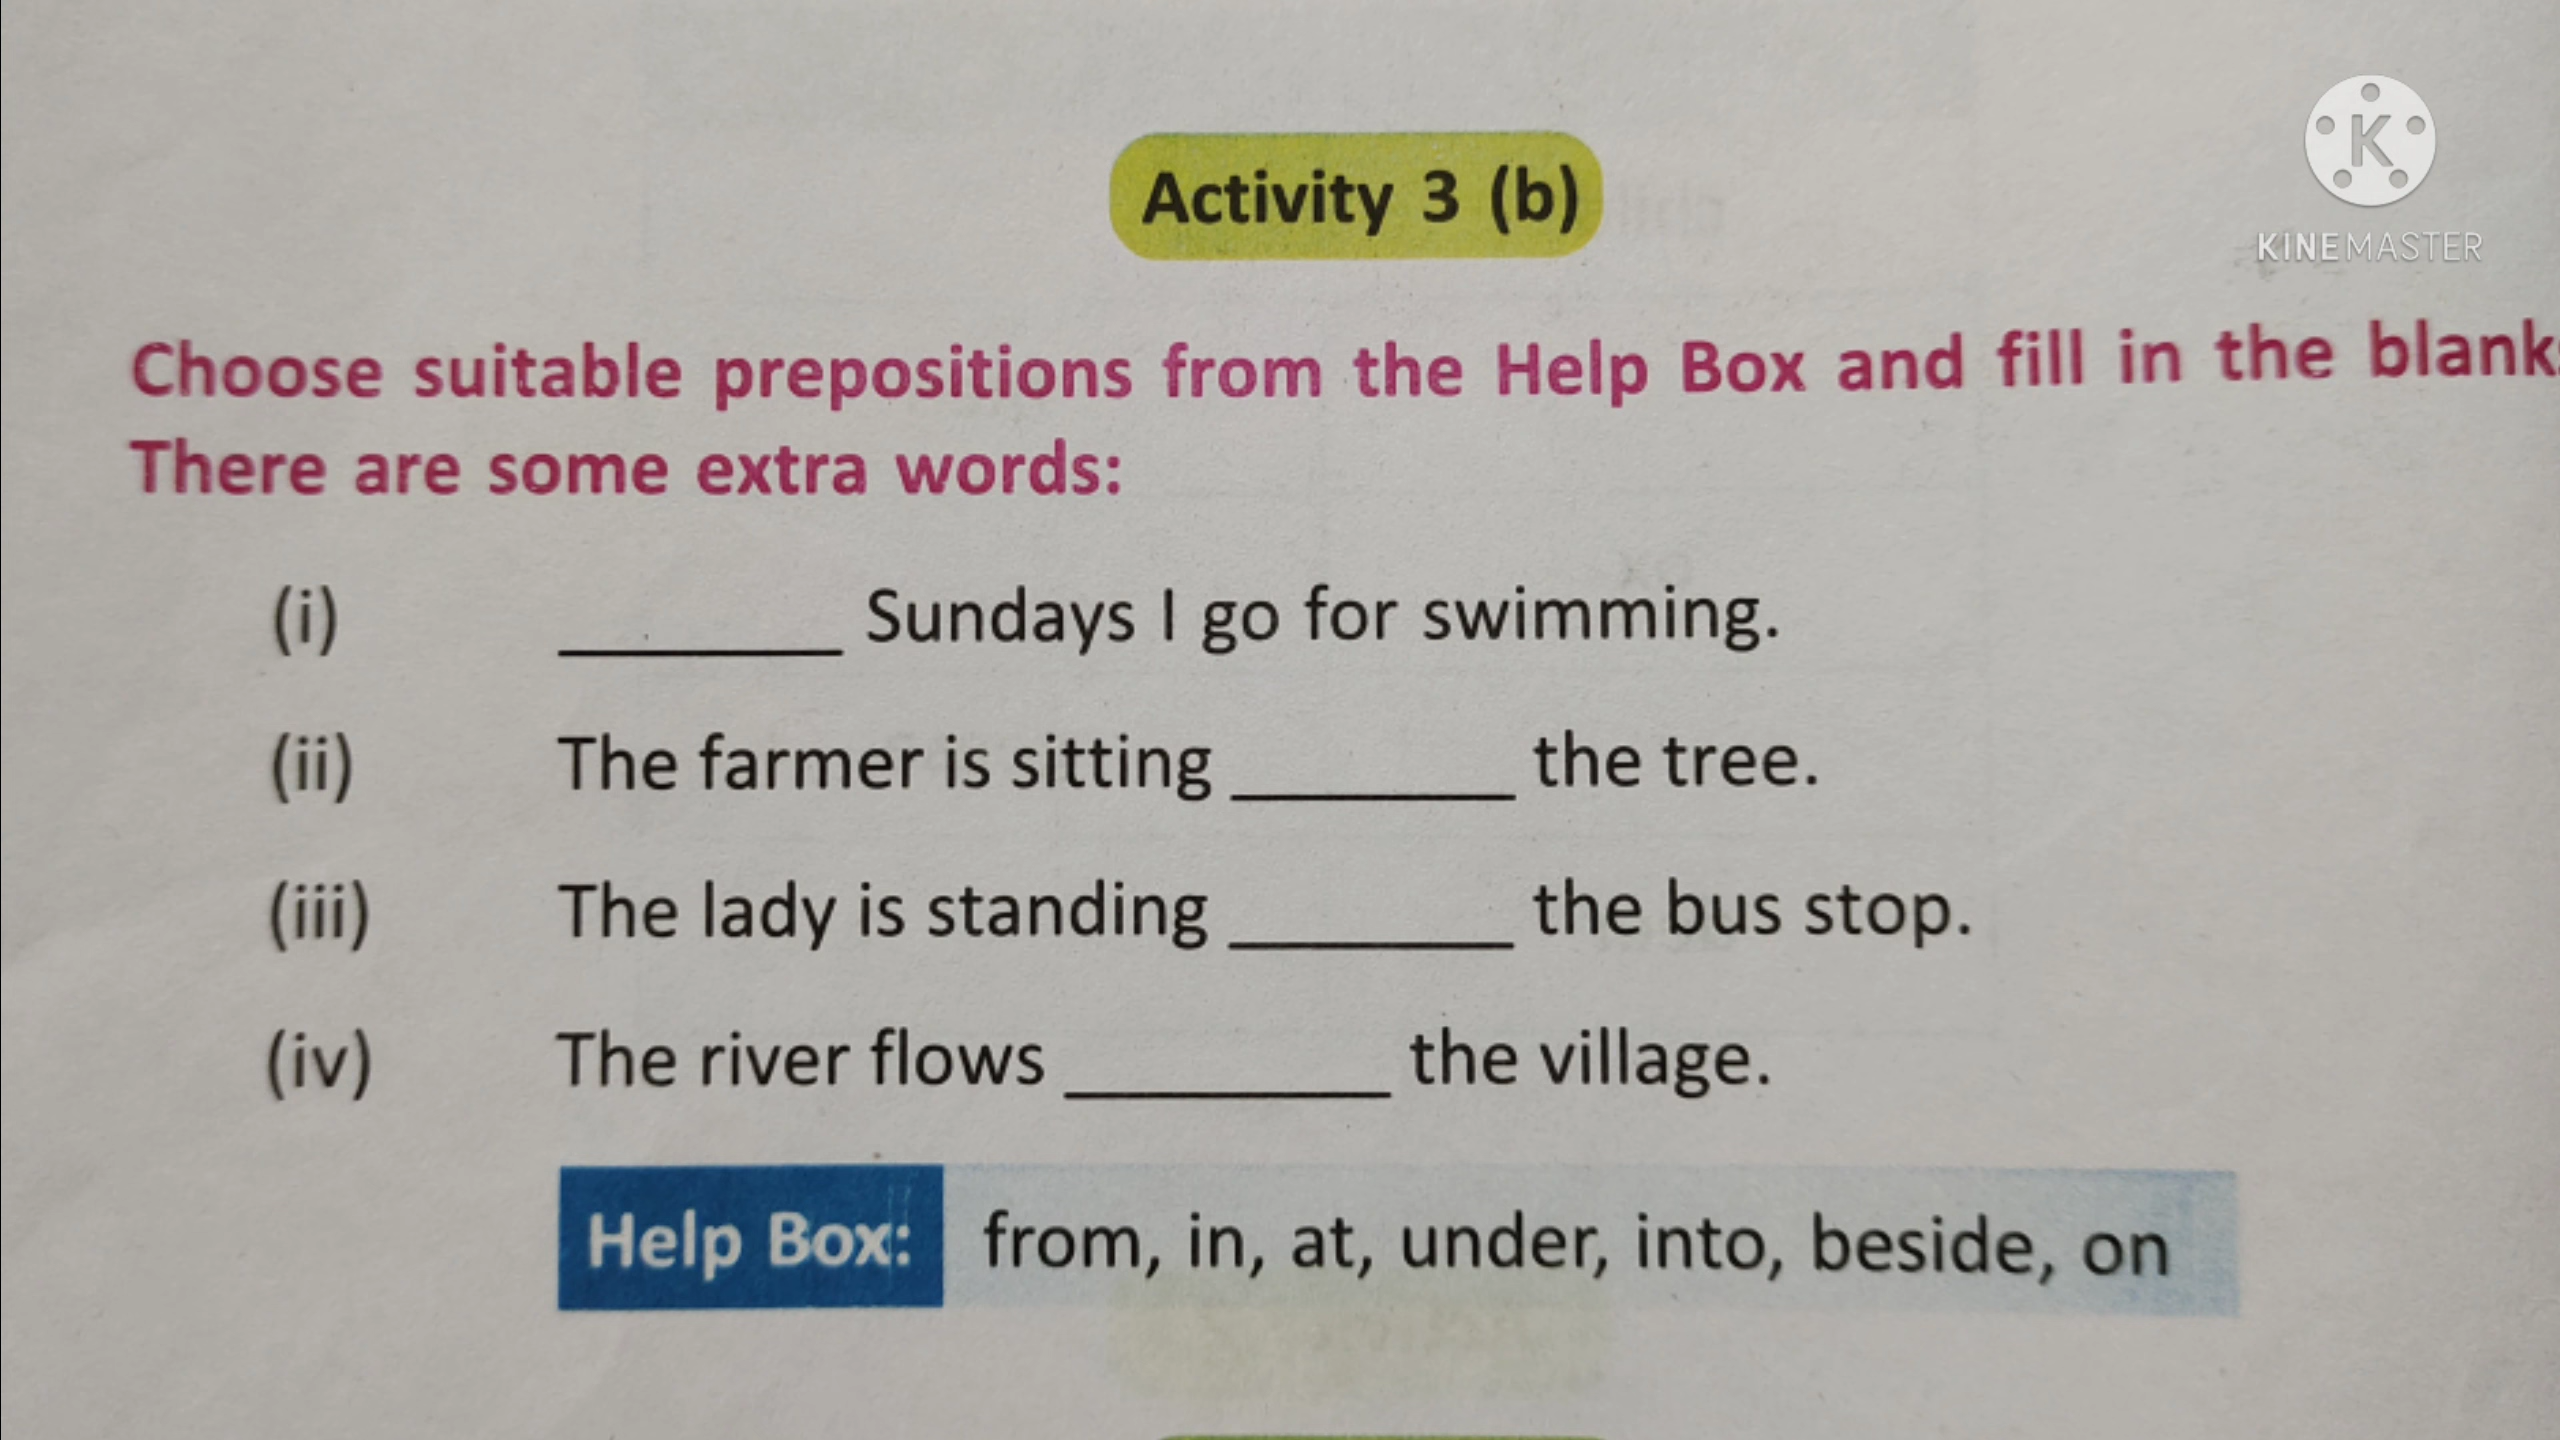 K
KINEMASTER
Activity 3 (b)
Choose suitable prepositions from the Help Box and fill in the blank
There are some extra words:
(i) ________ Sundays I go for swimming.
(ii) The farmer is sitting ________ the tree.
(iii) The lady is standing ________ the bus stop.
(iv) The river flows _________ the village.
Help Box: from, in, at, under, into, beside, on